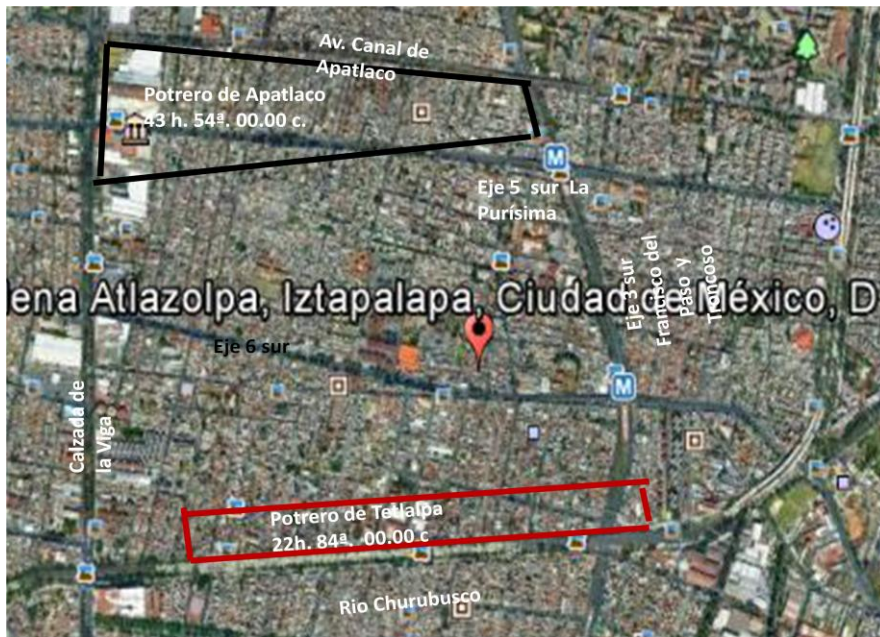 Av. Canal de
Apatlaco
Potrero de Apatlaco
43 h. 54ª. 00.00 c.
M
Eje 5 sur La
Purísima
Eje 3 sur
Francisco del
Paso y
Troncoso
ena Atlazolpa, Iztapalapa, Ciudad de México, D
Eje 6 sur
M
Calzada de
la Viga
Potrero de Tetlalpa
22h. 84ª. 00.00 c
Rio Churubusco